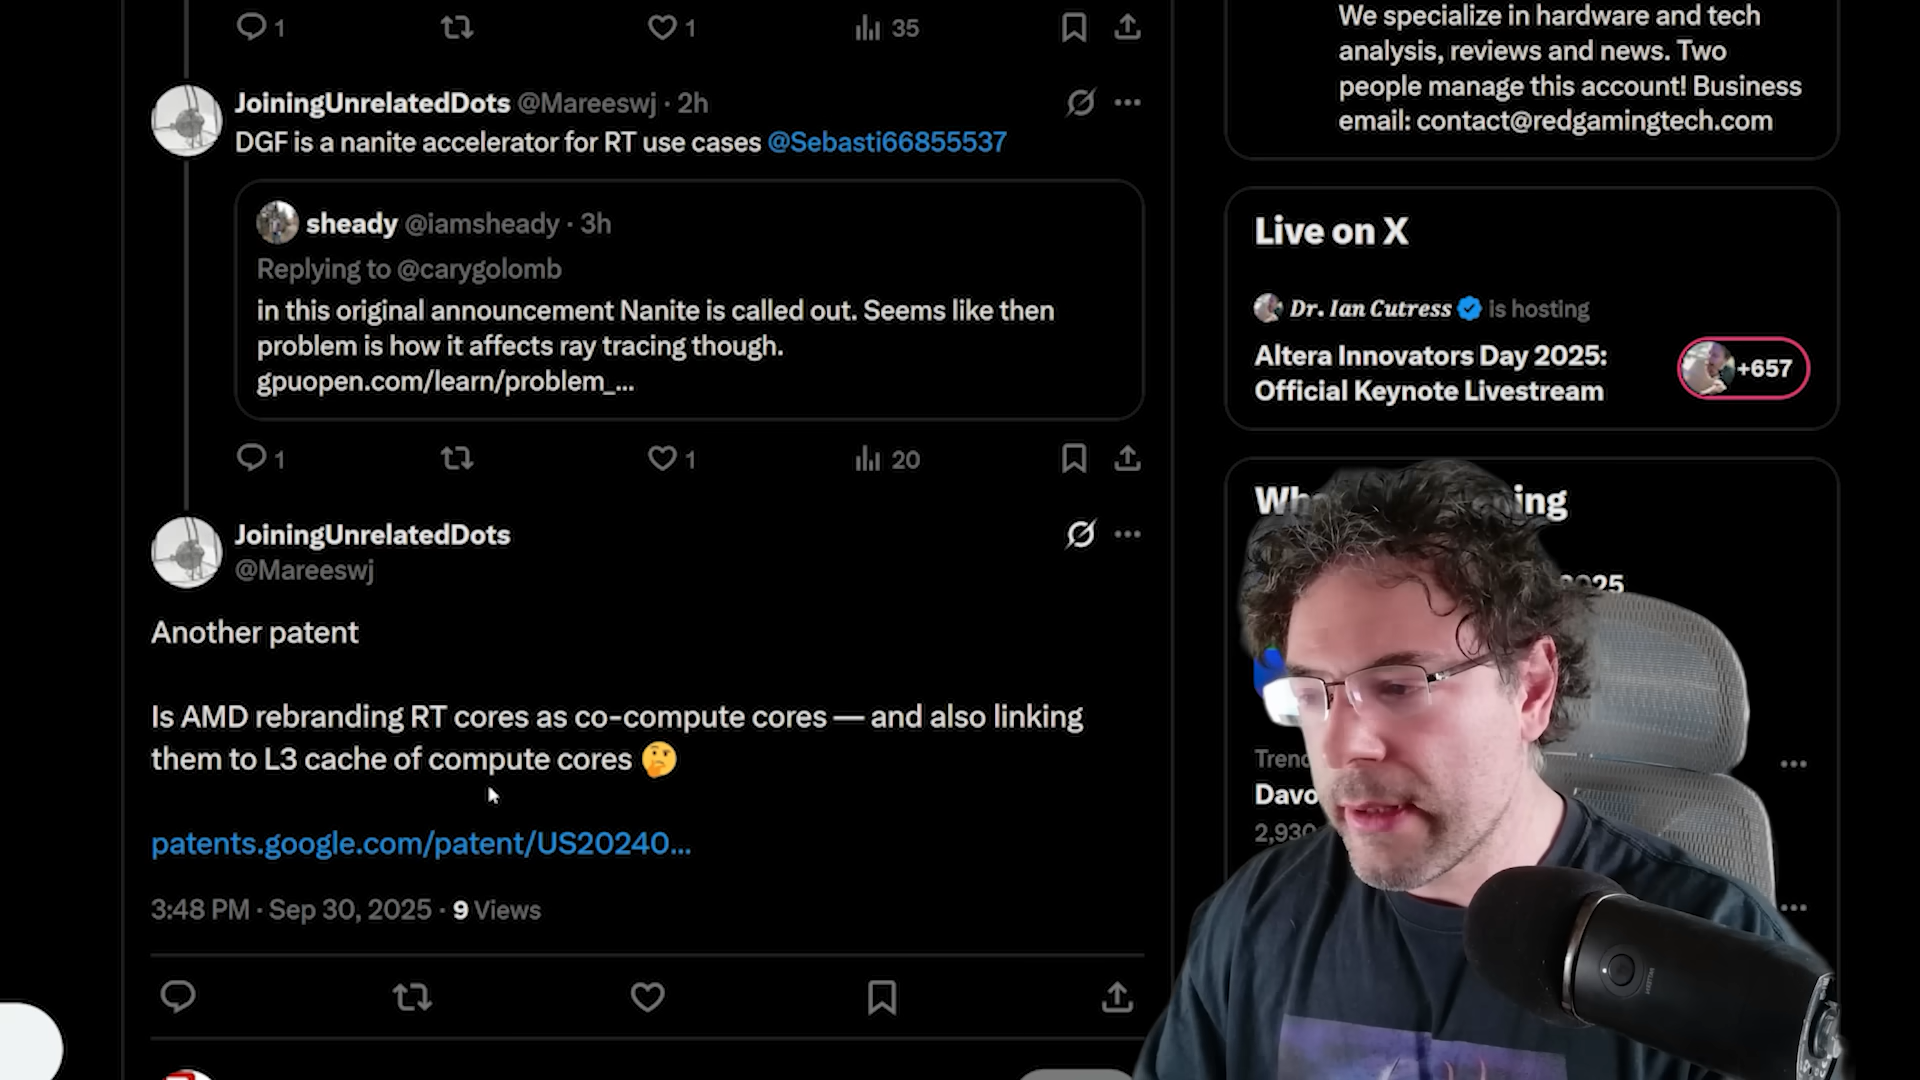 1
1
35
JoiningUnrelatedDots @Mareeswj · 2h
DGF is a nanite accelerator for RT use cases @Sebasti66855537
sheady @iamsheady · 3h
Replying to @carygolomb
in this original announcement Nanite is called out. Seems like then
problem is how it affects ray tracing though.
gpuopen.com/learn/problem_...
1
1
20
JoiningUnrelatedDots
@Mareeswj
Another patent
Is AMD rebranding RT cores as co-compute cores — and also linking
them to L3 cache of compute cores 🤔
patents.google.com/patent/US20240...
3:48 PM · Sep 30, 2025 · 9 Views
We specialize in hardware and tech
analysis, reviews and news. Two
people manage this account! Business
email: contact@redgamingtech.com
Live on X
Dr. Ian Cutress is hosting
Altera Innovators Day 2025:
Official Keynote Livestream
+657